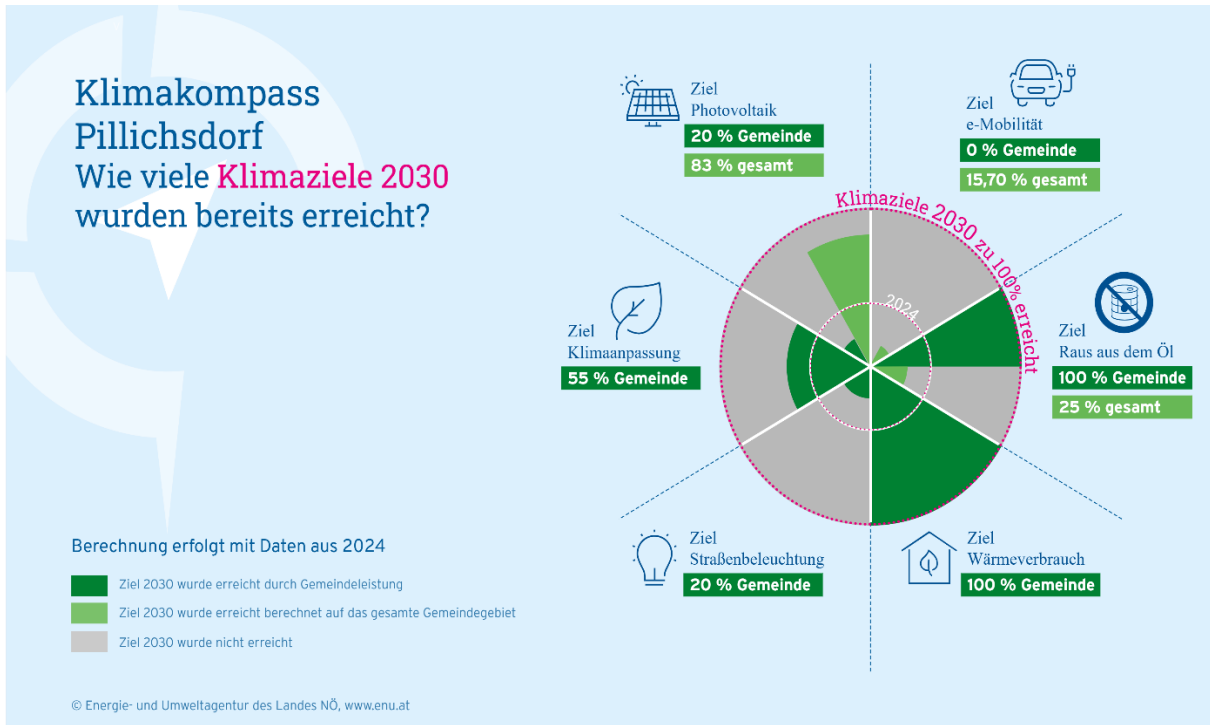 Klimakompass
Pillichsdorf
Wie viele Klimaziele 2030
wurden bereits erreicht?
Ziel
Photovoltaik
20 % Gemeinde
83 % gesamt
Ziel
e-Mobilität
0 % Gemeinde
15,70 % gesamt
Klimaziele 2030 zu 100% erreicht
2024
Ziel
Klimaanpassung
55 % Gemeinde
Ziel
Raus aus dem Öl
100 % Gemeinde
25 % gesamt
Ziel
Straßenbeleuchtung
20 % Gemeinde
Ziel
Wärmeverbrauch
100 % Gemeinde
Berechnung erfolgt mit Daten aus 2024
Ziel 2030 wurde erreicht durch Gemeindeleistung
Ziel 2030 wurde erreicht berechnet auf das gesamte Gemeindegebiet
Ziel 2030 wurde nicht erreicht
© Energie- und Umweltagentur des Landes NÖ, www.enu.at